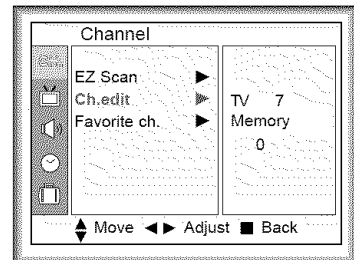 Channel
EZ Scan ▶
Ch.edit ▶
Favorite ch. ▶
TV 7
Memory
0
Move ◀▶ Adjust ■ Back